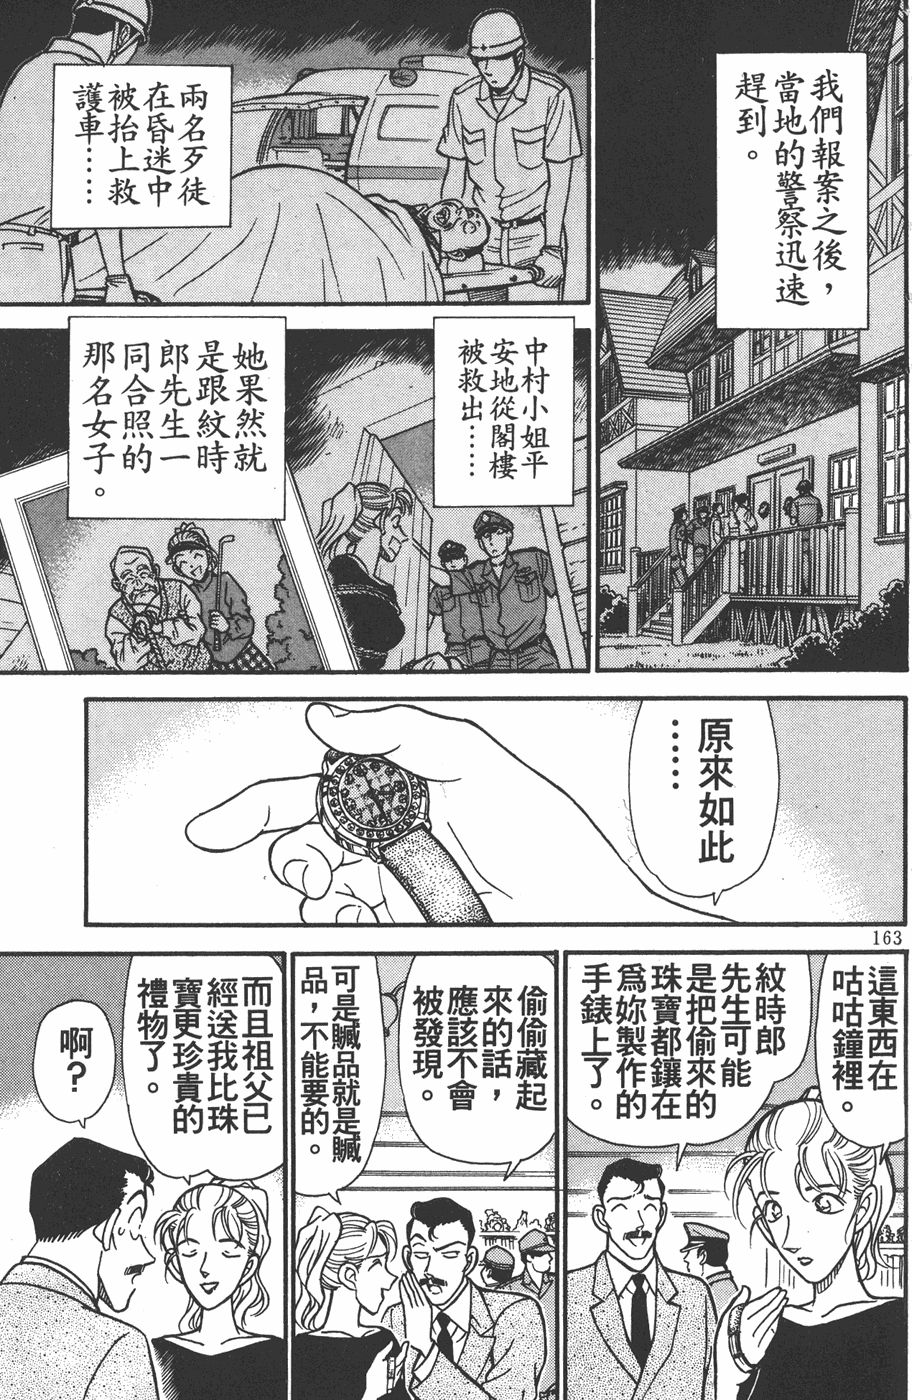 我們報案之後，
當地的警察迅速
趕到。
兩名歹徒
在昏迷中
被抬上救
護車……
中村小姐平
安地從閣樓
被救出……
她果然就
是跟紋時
郎先生一
同合照的
那名女子。
原來如此
……
163
這東西在
咕咕鐘裡。
紋時郎
先生可能
是把偷來的
珠寶都鑲在
為妳製作的
手錶上了。
偷偷藏起
來的話，
應該不會
被發現。
可是贓品就是贓
品，不能要的。
而且祖父已
經送我比珠
寶更珍貴的
禮物了。
啊？